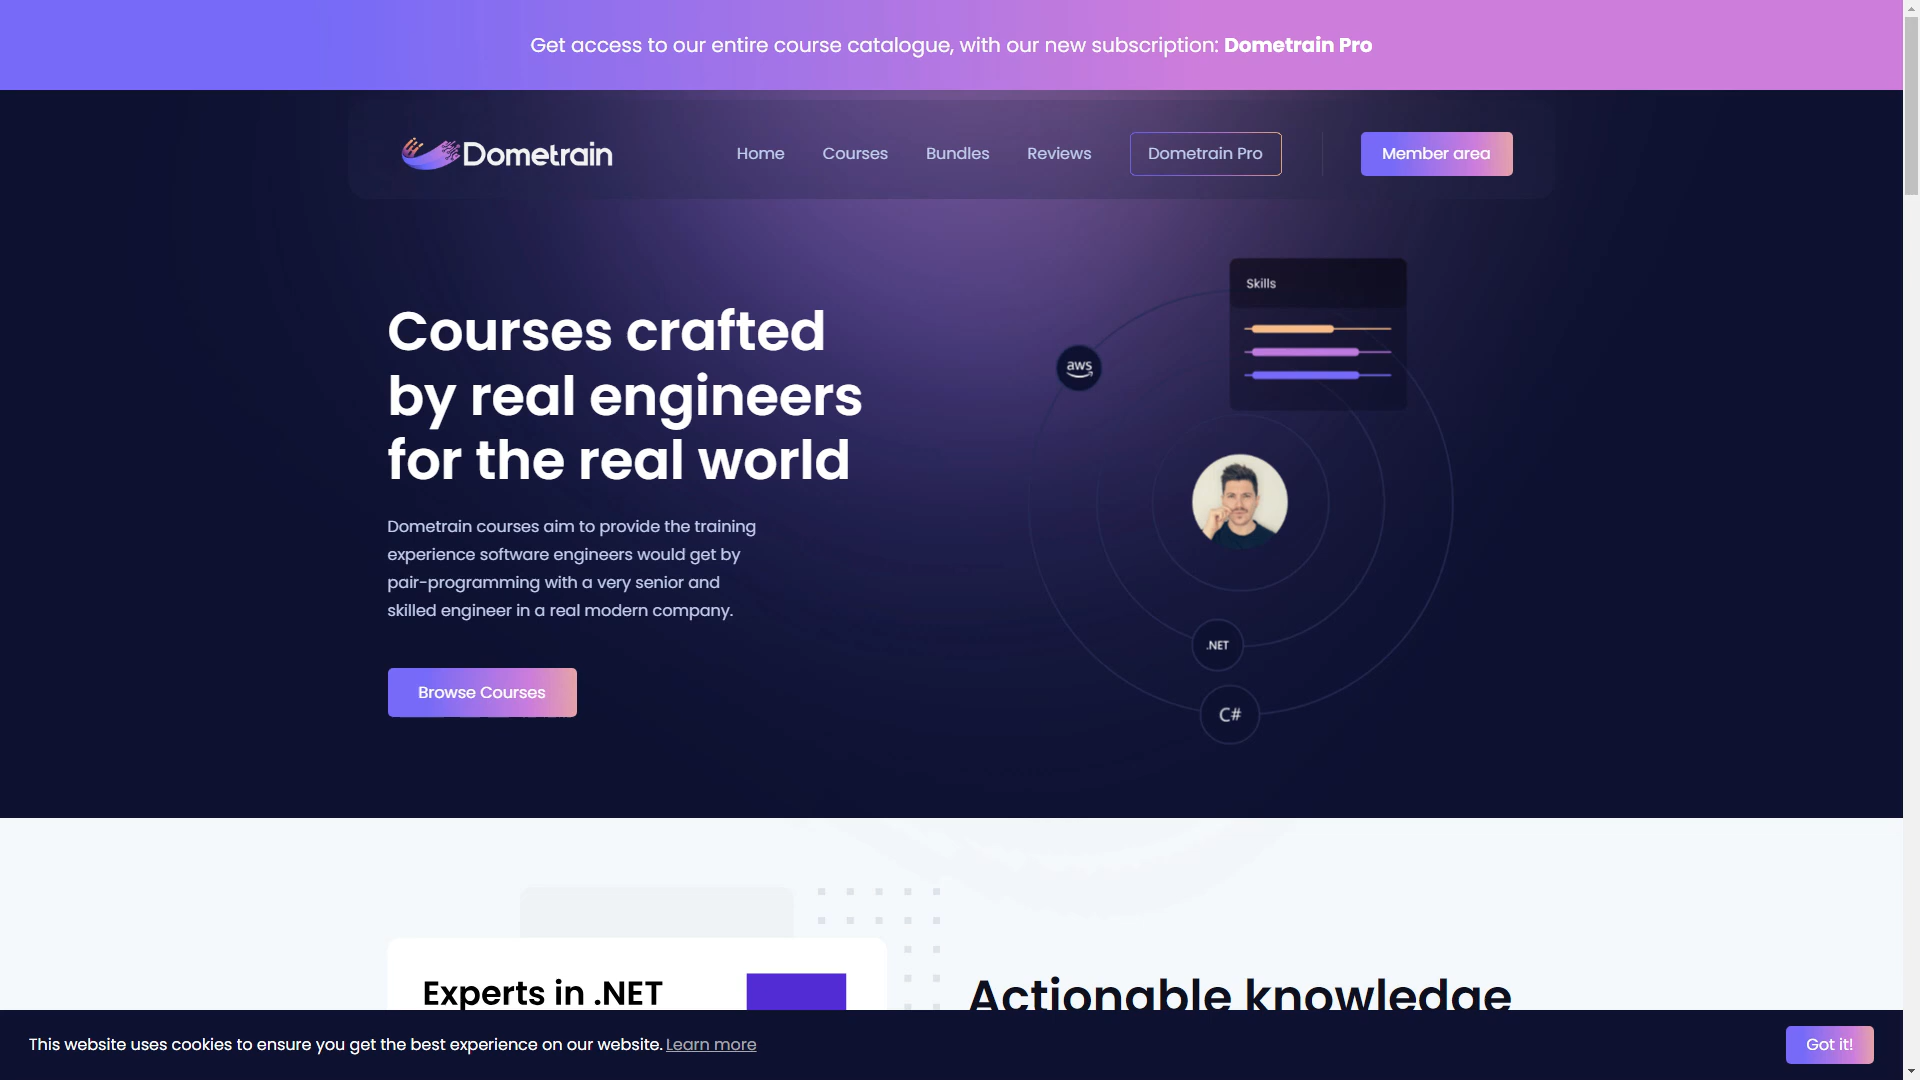 Get access to our entire course catalogue, with our new subscription: Dometrain Pro
Dometrain
Home
Courses
Bundles
Reviews
Dometrain Pro
Member area
Courses crafted
by real engineers
for the real world
Dometrain courses aim to provide the training
experience software engineers would get by
pair-programming with a very senior and
skilled engineer in a real modern company.
Browse Courses
Skills
aws
.NET
C#
Experts in .NET
Actionable knowledge
This website uses cookies to ensure you get the best experience on our website. Learn more
Got it!